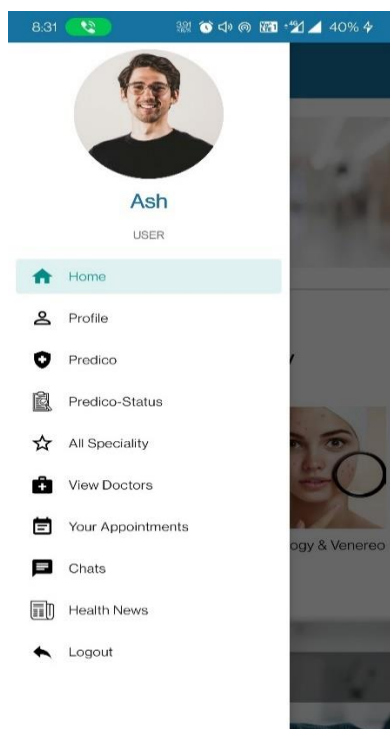 8:31
40%
Ash
USER
Home
Profile
Predico
Predico-Status
All Speciality
View Doctors
Your Appointments
ogy & Venereo
Chats
Health News
Logout